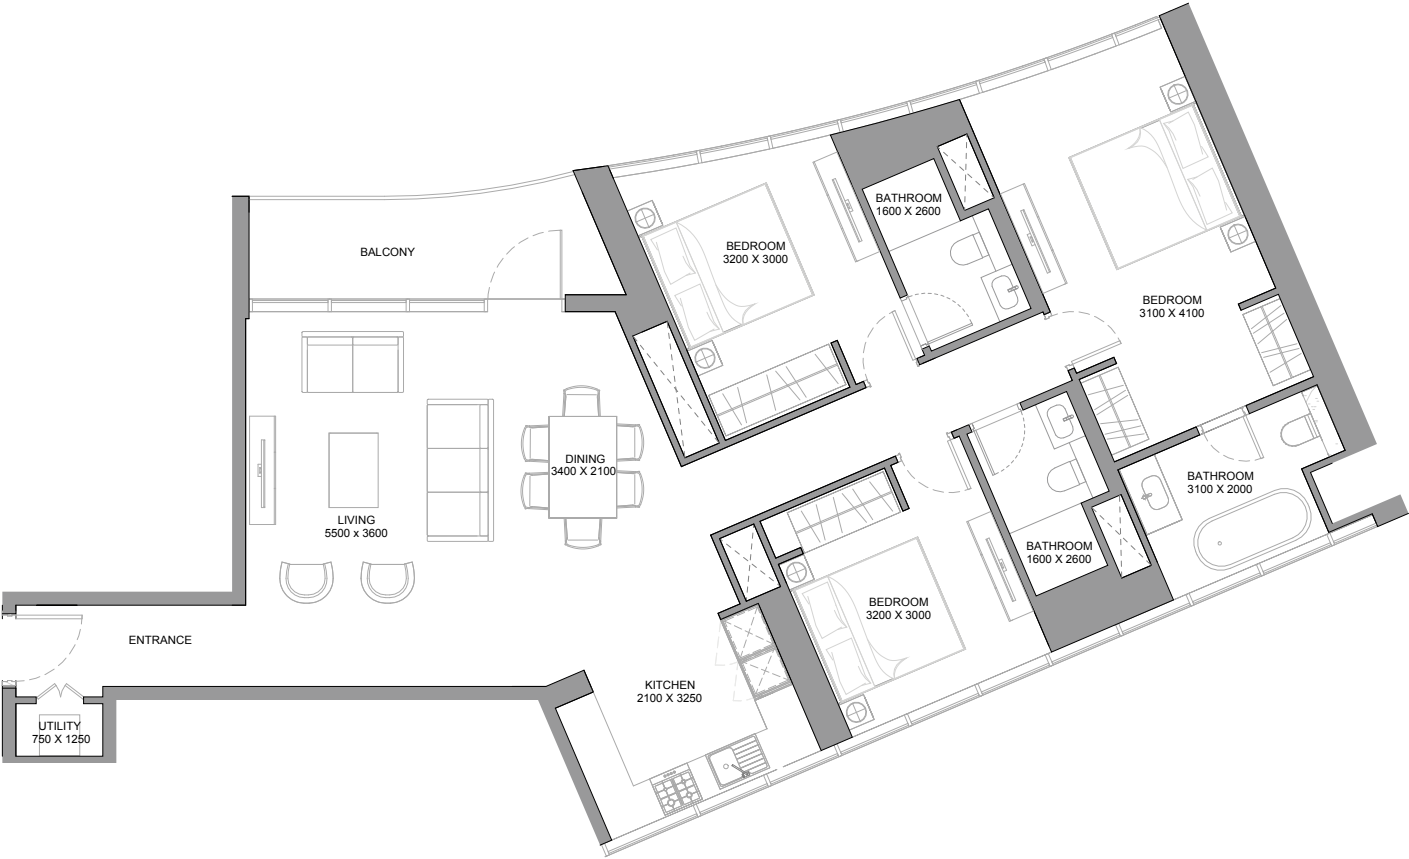 BATHROOM
1600 X 2600
BEDROOM
3200 X 3000
BALCONY
BEDROOM
3100 X 4100
DINING
3400 X 2100
BATHROOM
3100 X 2000
LIVING
5500 x 3600
BATHROOM
1600 X 2600
BEDROOM
3200 X 3000
ENTRANCE
KITCHEN
2100 X 3250
UTILITY
750 X 1250